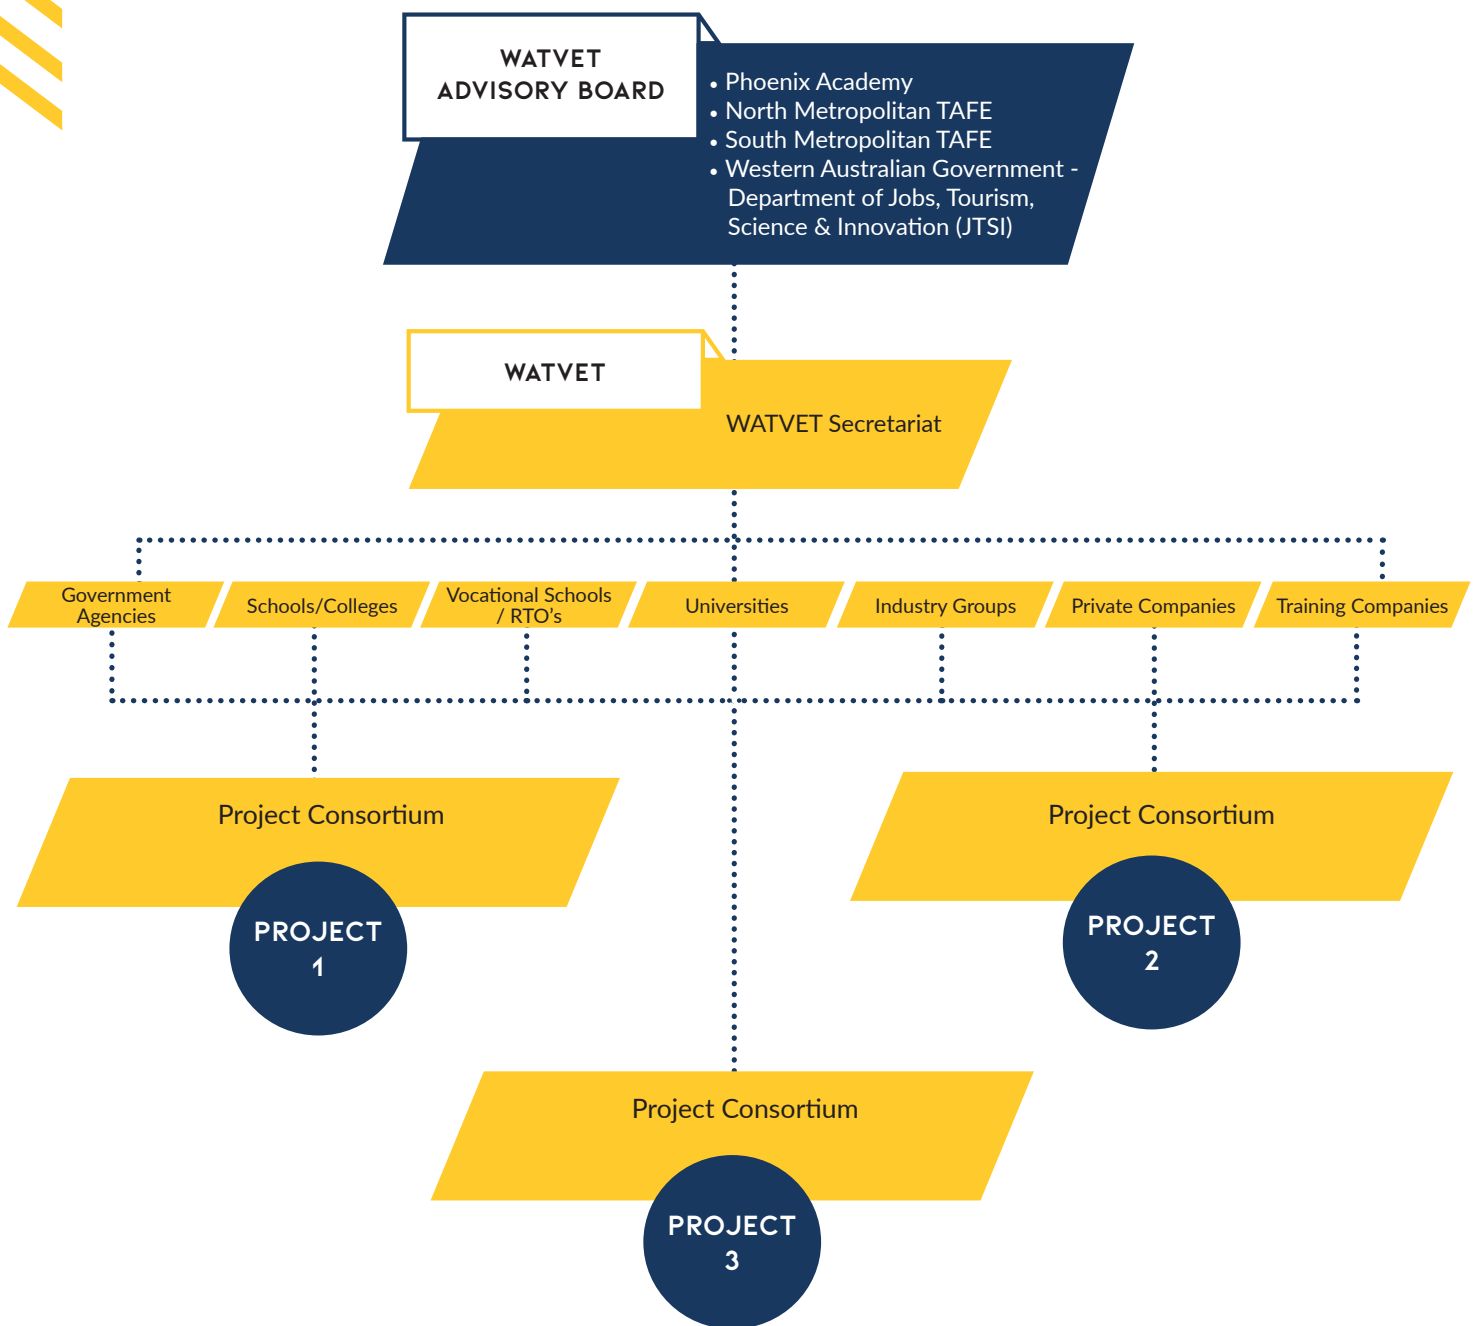 WATVET
ADVISORY BOARD
• Phoenix Academy
• North Metropolitan TAFE
• South Metropolitan TAFE
• Western Australian Government -
Department of Jobs, Tourism,
Science & Innovation (JTSI)
WATVET
WATVET Secretariat
Government
Agencies
Schools/Colleges
Vocational Schools
/ RTO's
Universities
Industry Groups
Private Companies
Training Companies
Project Consortium
PROJECT
1
Project Consortium
PROJECT
2
Project Consortium
PROJECT
3